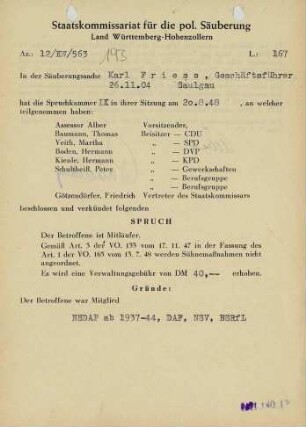 Staatskommissariat für die pol. Säuberung
Land Württemberg-Hohenzollern
Az.: 12/XV/563 193 L.: 167
In der Säuberungssache Karl Friess, Geschäftsführer
26.11.04 Saulgau
hat die Spruchkammer IX in ihrer Sitzung am 20.8.48, an welcher
teilgenommen haben:
Assessor Alber Vorsitzender,
Baumann, Thomas Beisitzer — CDU
Veith, Martha „ — SPD
Boden, Hermann „ — DVP
Kienle, Hermann „ — KPD
Schultheiß, Peter „ — Gewerkschaften
„ — Berufsgruppe
„ — Berufsgruppe
Götzendörfer, Friedrich Vertreter des Staatskommissars
beschlossen und verkündet folgenden
SPRUCH
Der Betroffene ist Mitläufer.
Gemäß Art. 3 der VO. 133 vom 17. 11. 47 in der Fassung des
Art. 1 der VO. 165 vom 13. 7. 48 werden Sühnemaßnahmen nicht
angeordnet.
Es wird eine Verwaltungsgebühr von DM 40,-- erhoben.
Gründe:
Der Betroffene war Mitglied
NSDAP ab 1937-44, DAF, NSV,